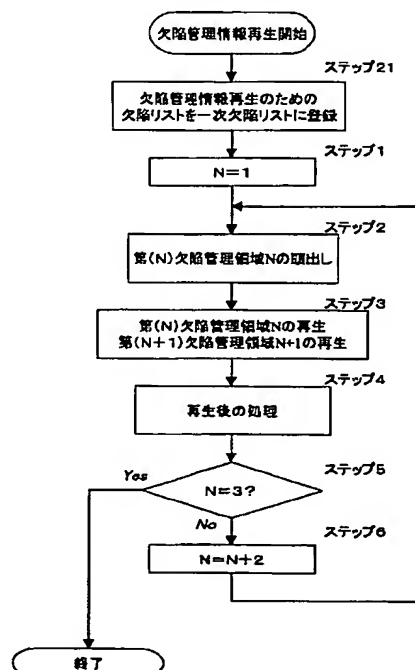 欠陥管理情報再生開始
ステップ21
欠陥管理情報再生のための
欠陥リストを一次欠陥リストに登録
ステップ1
N=1
ステップ2
第(N)欠陥管理領域Nの頭出し
ステップ3
第(N)欠陥管理領域Nの再生
第(N+1)欠陥管理領域N+1の再生
ステップ4
再生後の処理
ステップ5
Yes
N=3?
No
ステップ6
N=N+2
終了